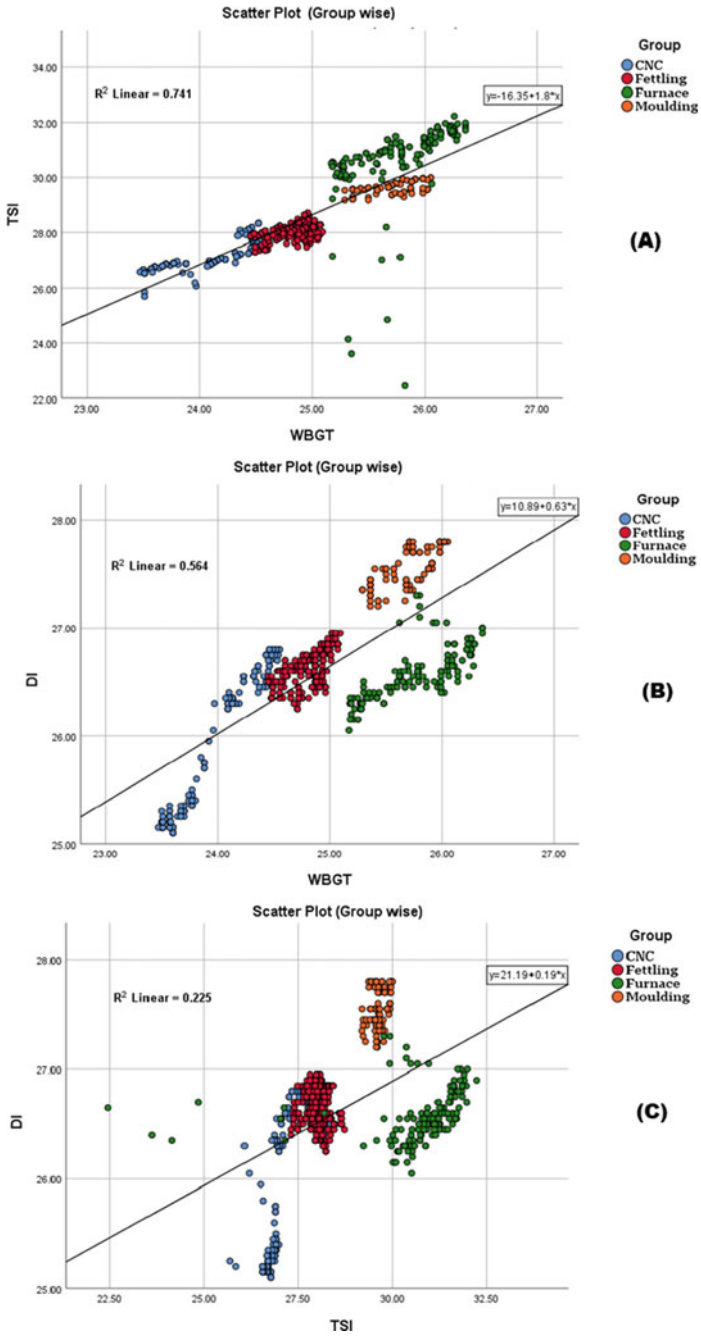 Scatter Plot (Group wise)
Group
CNC
Fettling
Furnace
Moulding
R2 Linear = 0.741
y=-16.35+1.8*x
34.00
32.00
30.00
28.00
26.00
24.00
22.00
TSI
23.00 24.00 25.00 26.00 27.00
WBGT
(A)
Scatter Plot (Group wise)
Group
CNC
Fettling
Furnace
Moulding
R2 Linear = 0.564
y=10.89+0.63*x
28.00
27.00
26.00
25.00
DI
23.00 24.00 25.00 26.00 27.00
WBGT
(B)
Scatter Plot (Group wise)
Group
CNC
Fettling
Furnace
Moulding
R2 Linear = 0.225
y=21.19+0.19*x
28.00
27.00
26.00
25.00
DI
22.50 25.00 27.50 30.00 32.50
TSI
(C)